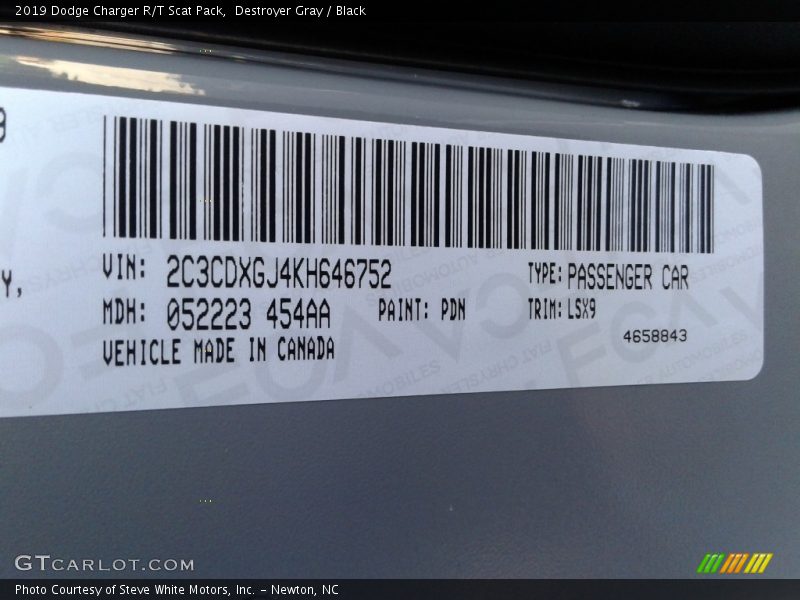 2019 Dodge Charger R/T Scat Pack,  Destroyer Gray / Black
Y,
VIN: 2C3CDXGJ4KH646752 TYPE: PASSENGER CAR
MDH: 052223 454AA PAINT: PDN TRIM: LSX9
4658843
VEHICLE MADE IN CANADA
GTCARLOT.COM
Photo Courtesy of Steve White Motors, Inc. – Newton, NC